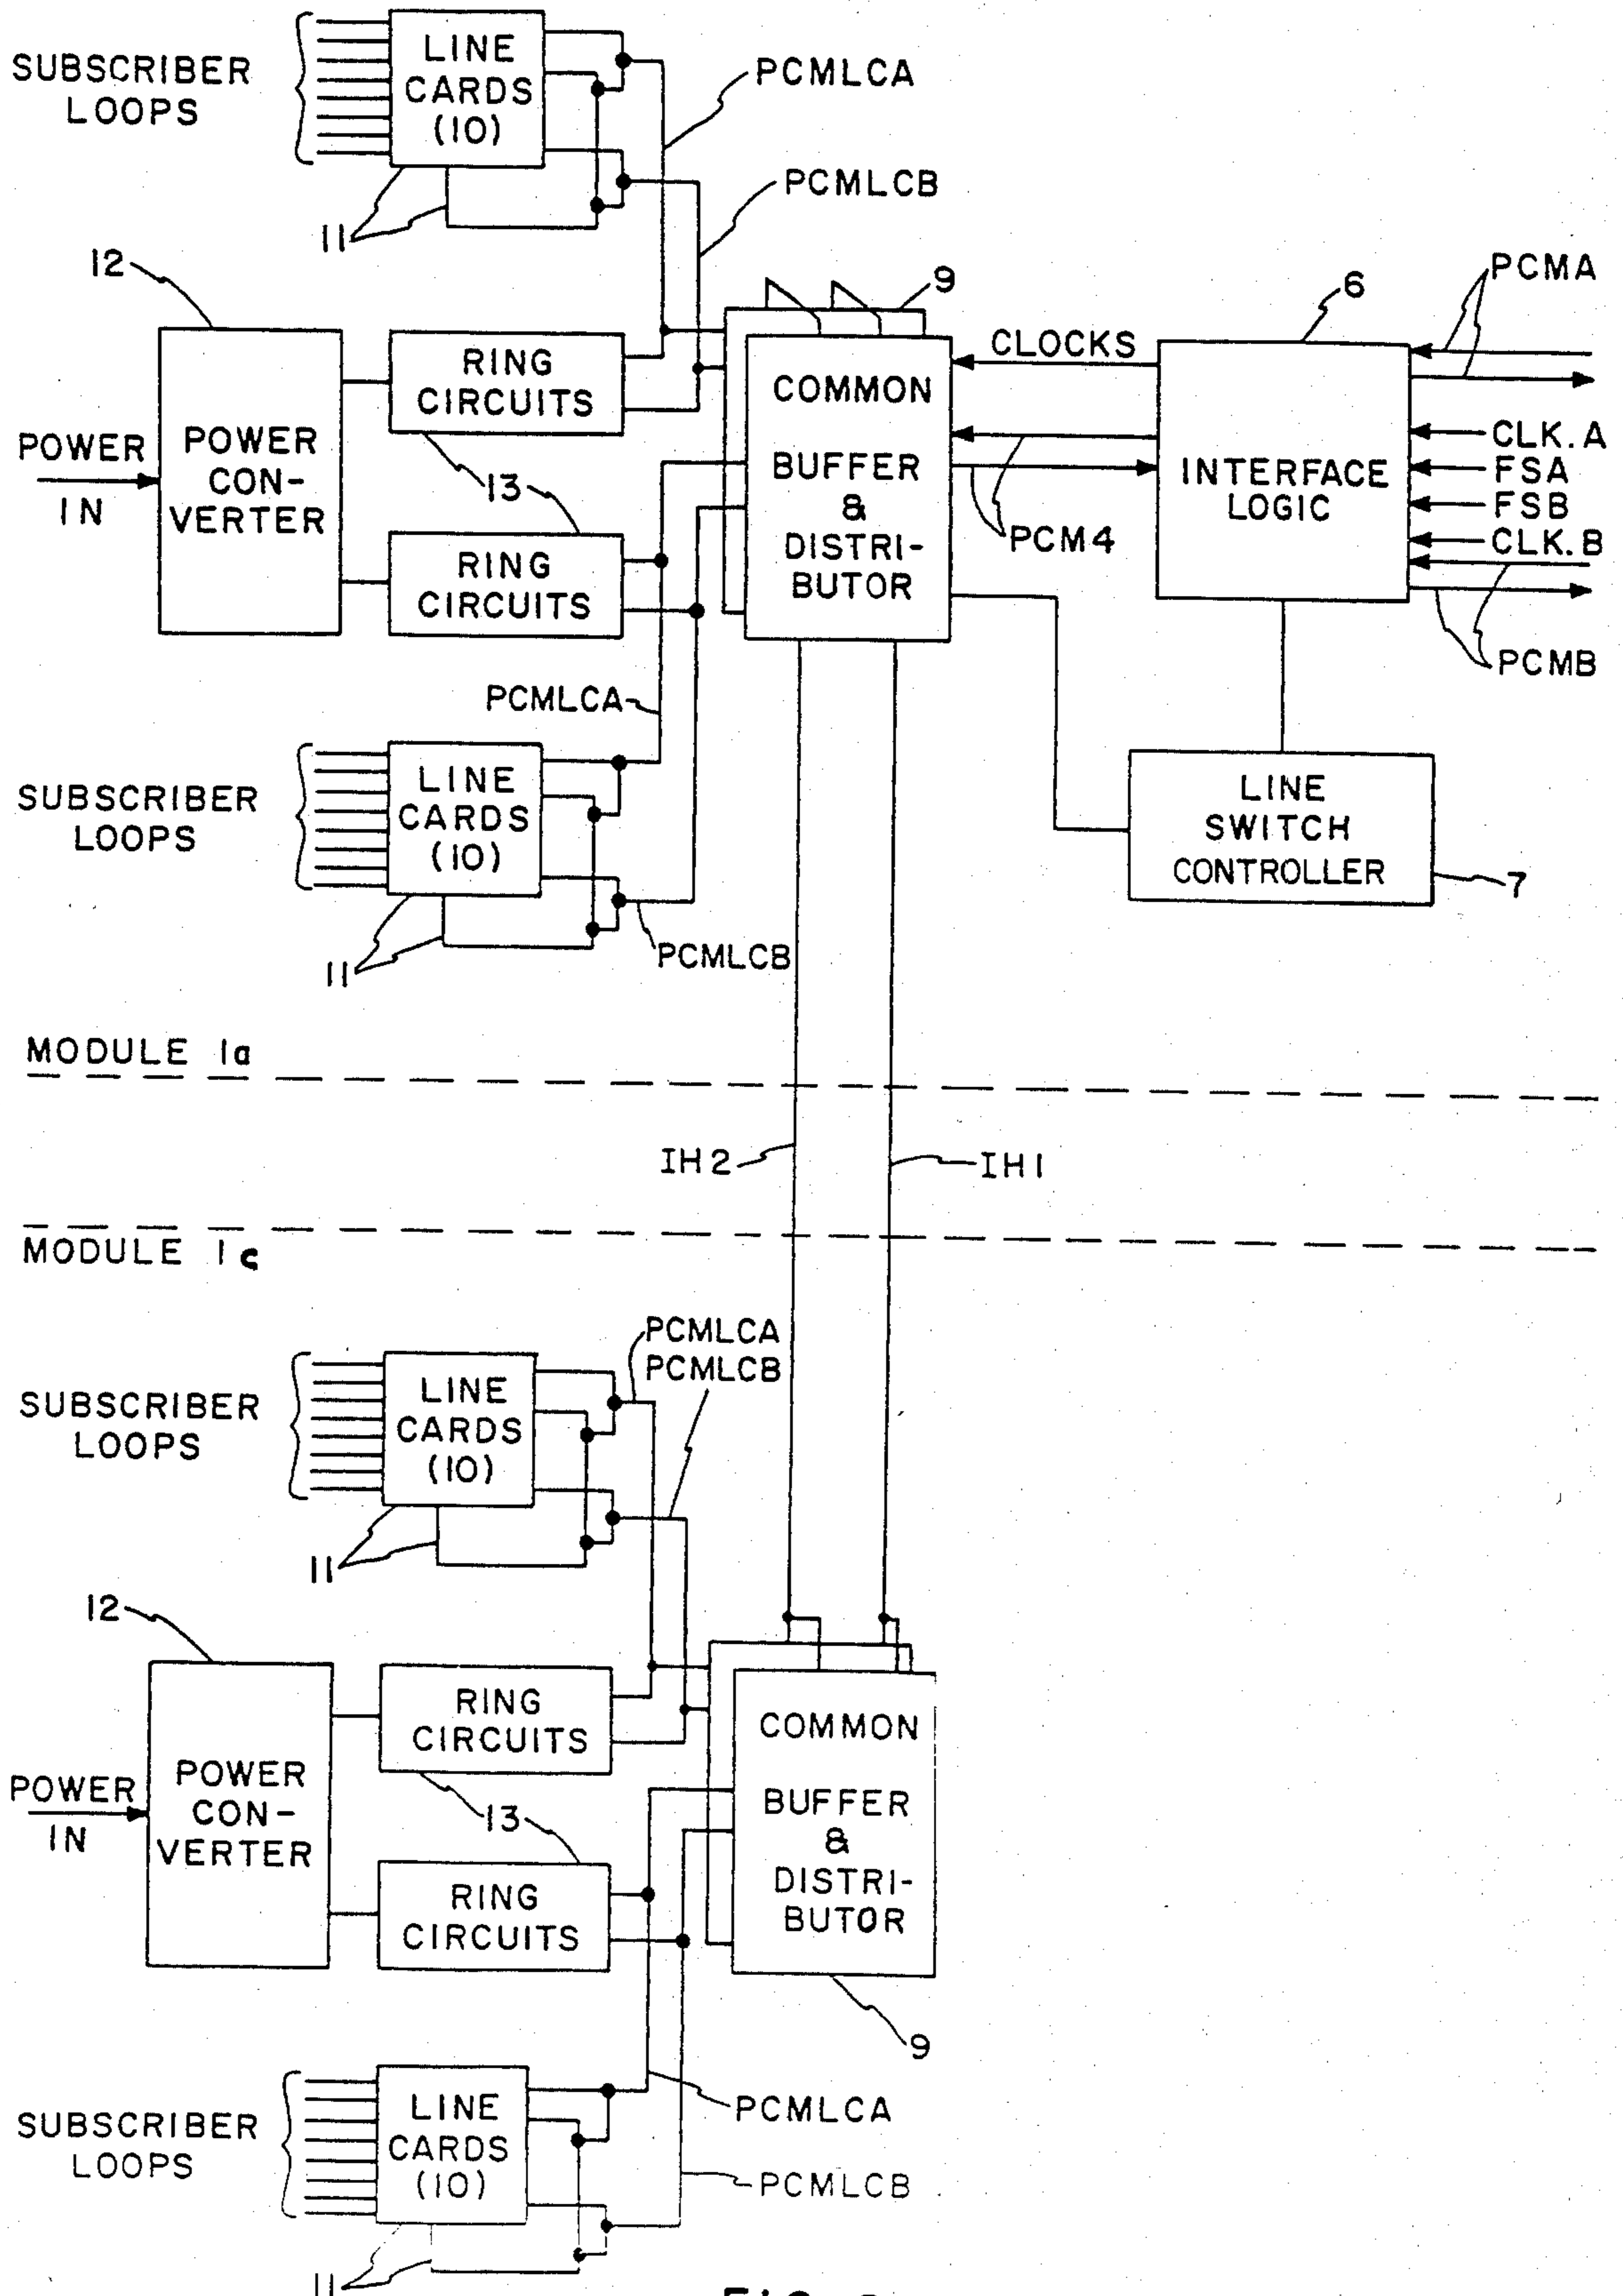 SUBSCRIBER
LOOPS
LINE
CARDS
(10)
PCMLCA
PCMLCB
11
12
9
6
PCMA
POWER
IN
POWER
CON-
VERTER
RING
CIRCUITS
13
RING
CIRCUITS
COMMON
BUFFER
&
DISTRI-
BUTOR
CLOCKS
PCM4
INTERFACE
LOGIC
CLK.A
FSA
FSB
CLK.B
PCMB
PCMLCA
SUBSCRIBER
LOOPS
LINE
CARDS
(10)
PCMLCB
11
LINE
SWITCH
CONTROLLER
7
MODULE 1a
IH2
IH1
MODULE 1c
PCMLCA
PCMLCB
SUBSCRIBER
LOOPS
LINE
CARDS
(10)
11
12
POWER
IN
POWER
CON-
VERTER
RING
CIRCUITS
13
RING
CIRCUITS
COMMON
BUFFER
&
DISTRI-
BUTOR
9
SUBSCRIBER
LOOPS
LINE
CARDS
(10)
PCMLCA
PCMLCB
11